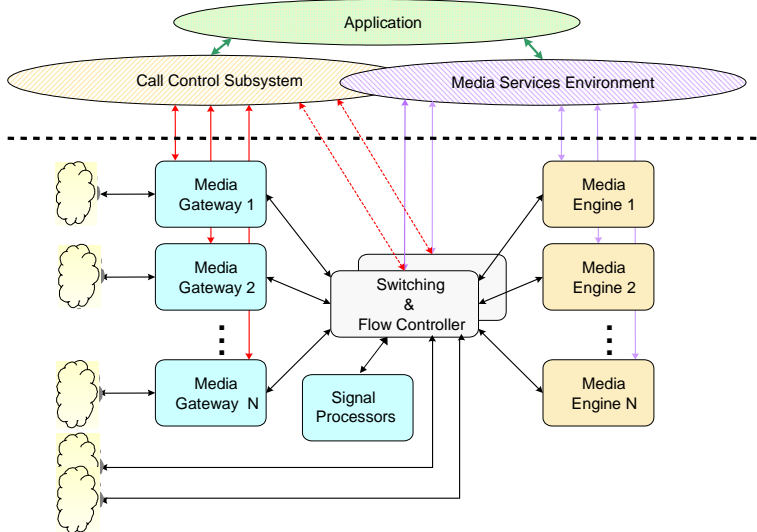 Application
Call Control Subsystem
Media Services Environment
Media
Gateway 1
Media
Engine 1
Media
Gateway 2
Switching
&
Flow Controller
Media
Engine 2
Media
Gateway N
Signal
Processors
Media
Engine N